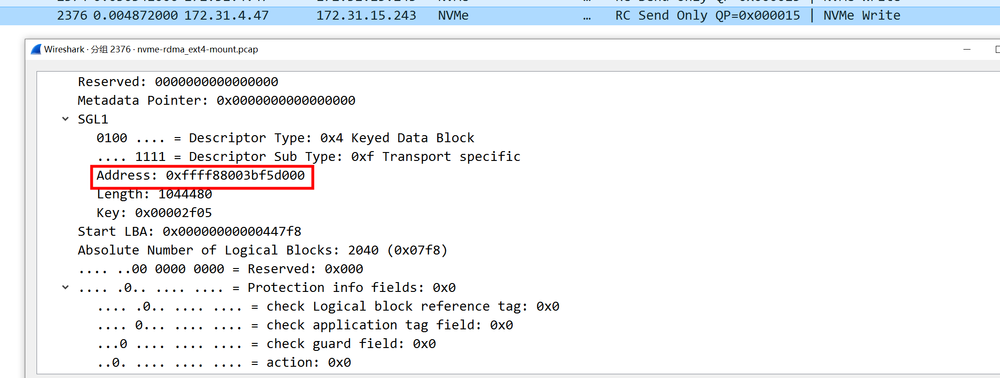 2376 0.004872000 172.31.4.47 172.31.15.243 NVMe … RC Send Only QP=0x000015 | NVMe Write
Wireshark · 分组 2376 · nvme-rdma_ext4-mount.pcap
Reserved: 0000000000000000
Metadata Pointer: 0x0000000000000000
SGL1
0100 .... = Descriptor Type: 0x4 Keyed Data Block
.... 1111 = Descriptor Sub Type: 0xf Transport specific
Address: 0xffff88003bf5d000
Length: 1044480
Key: 0x00002f05
Start LBA: 0x00000000000447f8
Absolute Number of Logical Blocks: 2040 (0x07f8)
.... ..00 0000 0000 = Reserved: 0x000
.... .0.. .... .... = Protection info fields: 0x0
.... .0.. .... .... = check Logical block reference tag: 0x0
.... 0... .... .... = check application tag field: 0x0
...0 .... .... .... = check guard field: 0x0
..0. .... .... .... = action: 0x0